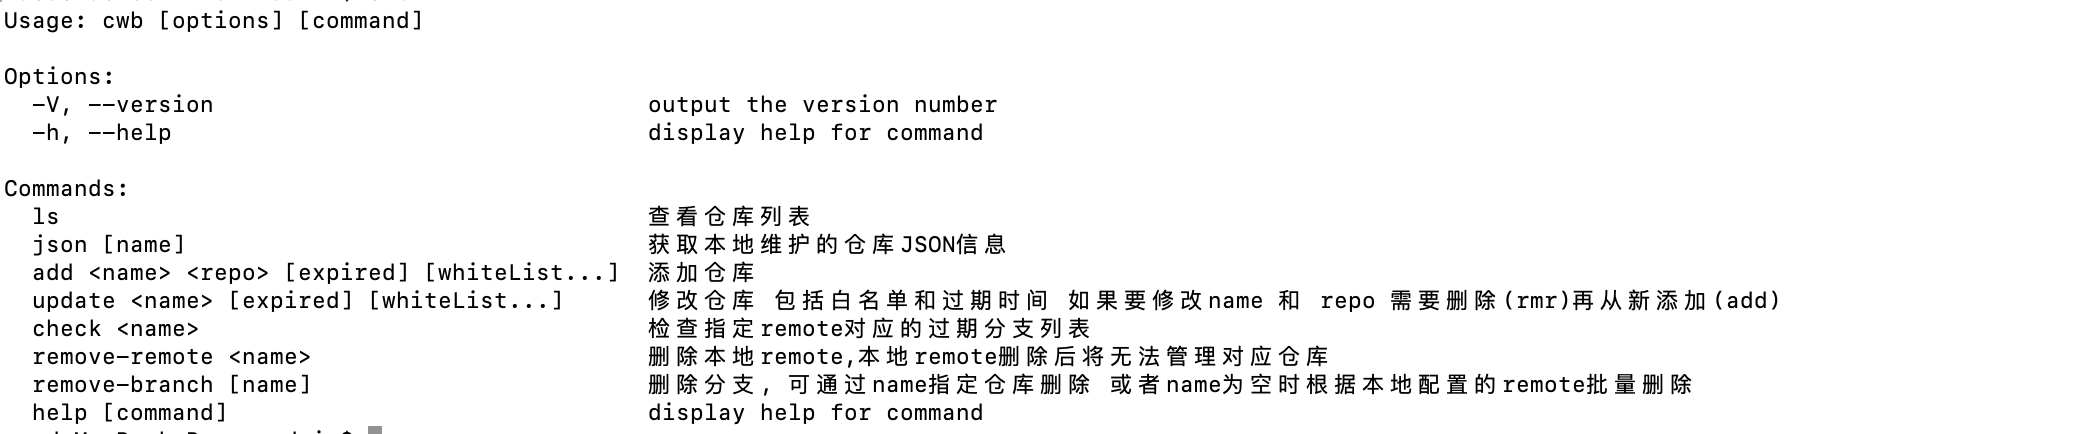 Usage: cwb [options] [command]
Options:
-V, --version output the version number
-h, --help display help for command
Commands:
ls 查看仓库列表
json [name] 获取本地维护的仓库JSON信息
add <name> <repo> [expired] [whiteList...] 添加仓库
update <name> [expired] [whiteList...] 修改仓库 包括白名单和过期时间 如果要修改name 和 repo 需要删除(rmr)再从新添加(add)
check <name> 检查指定remote对应的过期分支列表
remove-remote <name> 删除本地remote,本地remote删除后将无法管理对应仓库
remove-branch [name] 删除分支, 可通过name指定仓库删除 或者name为空时根据本地配置的remote批量删除
help [command] display help for command